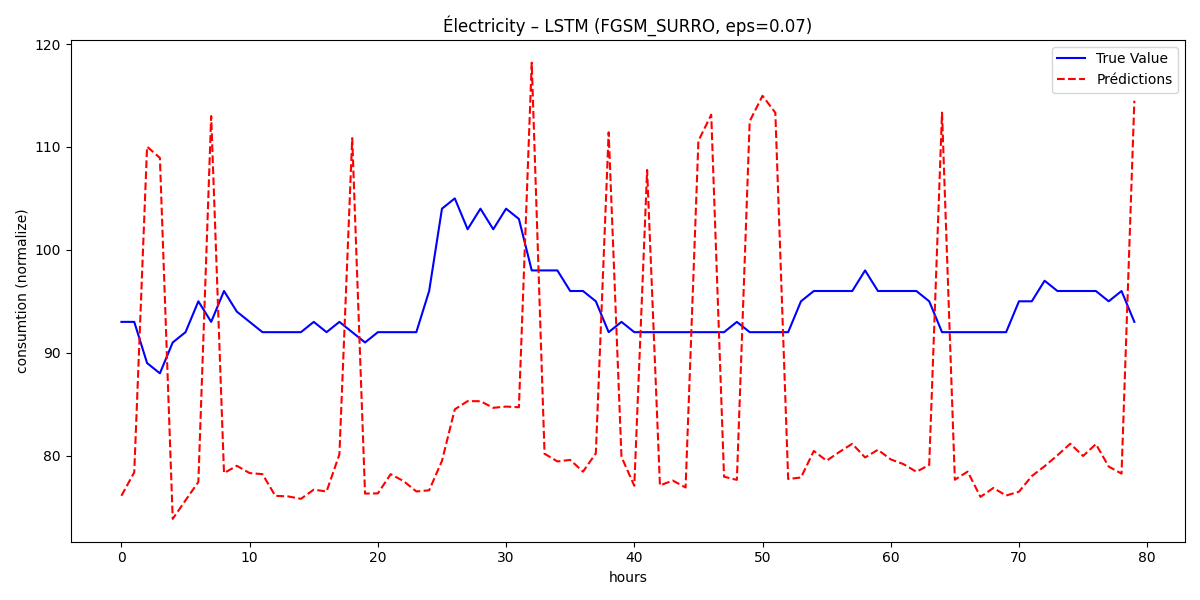 Électricity – LSTM (FGSM_SURRO, eps=0.07)
True Value
Prédictions
consumtion (normalize)
120
110
100
90
80
0 10 20 30 40 50 60 70 80
hours